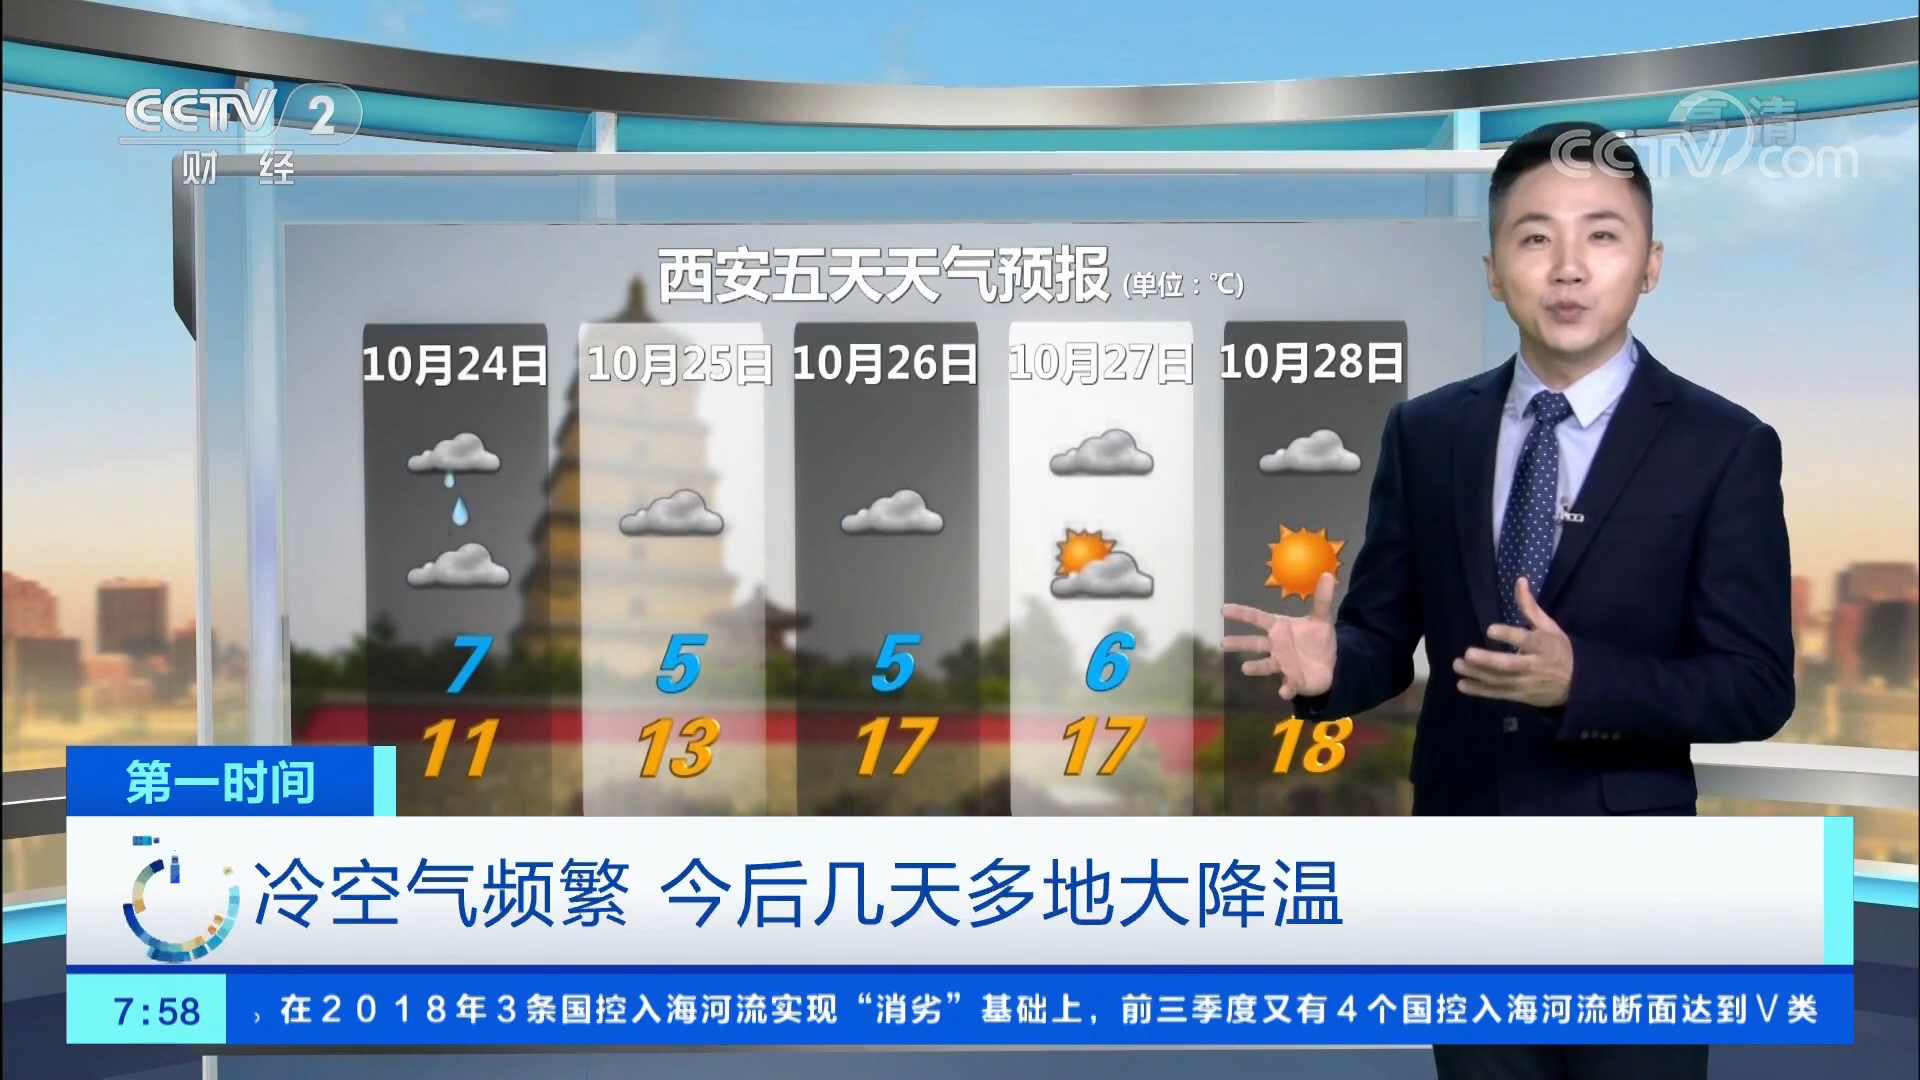 CCTV 2
财 经
高清
CCTV.com
西安五天天气预报 (单位：℃)
10月24日 10月25日 10月26日 10月27日 10月28日
7 5 5 6
11 13 17 17 18
第一时间
冷空气频繁 今后几天多地大降温
7:58
，在2018年3条国控入海河流实现“消劣”基础上，前三季度又有4个国控入海河流断面达到Ⅴ类